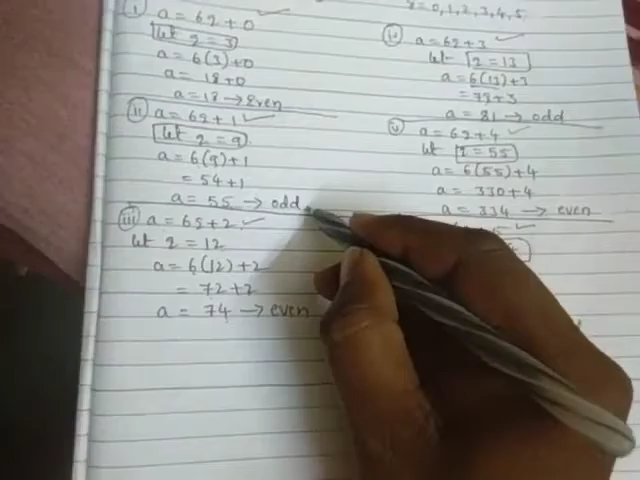 r = 0, 1, 2, 3, 4, 5
(i) a = 6q + 0
let q = 3
a = 6(3) + 0
a = 18 + 0
a = 18 → even
(ii) a = 6q + 1 ✓
let q = 9
a = 6(9) + 1
= 54 + 1
a = 55 → odd
(iii) a = 6q + 2 ✓
let q = 12
a = 6(12) + 2
= 72 + 2
a = 74 → even
(iv) a = 6q + 3 ✓
let q = 13
a = 6(13) + 3
= 78 + 3
a = 81 → odd
(v) a = 6q + 4 ✓
let q = 55
a = 6(55) + 4
a = 330 + 4
a = 334 → even